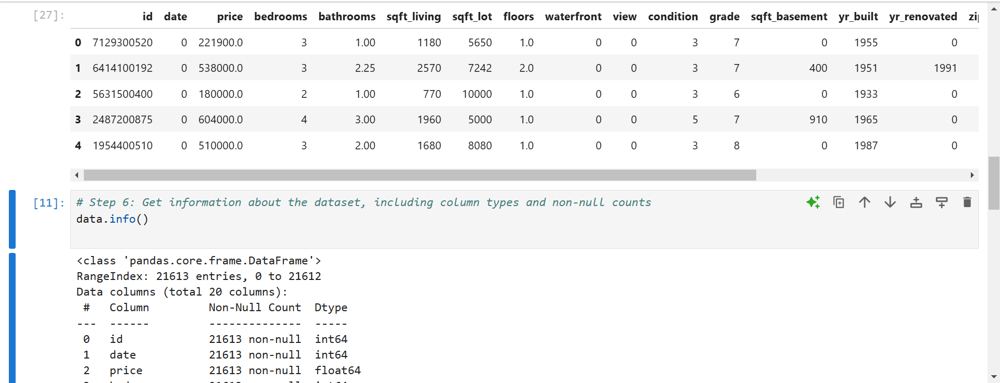 [27]:
id date price bedrooms bathrooms sqft_living sqft_lot floors waterfront view condition grade sqft_basement yr_built yr_renovated
0 7129300520 0 221900.0 3 1.00 1180 5650 1.0 0 0 3 7 0 1955 0
1 6414100192 0 538000.0 3 2.25 2570 7242 2.0 0 0 3 7 400 1951 1991
2 5631500400 0 180000.0 2 1.00 770 10000 1.0 0 0 3 6 0 1933 0
3 2487200875 0 604000.0 4 3.00 1960 5000 1.0 0 0 5 7 910 1965 0
4 1954400510 0 510000.0 3 2.00 1680 8080 1.0 0 0 3 8 0 1987 0
[11]: # Step 6: Get information about the dataset, including column types and non-null counts
data.info()
<class 'pandas.core.frame.DataFrame'>
RangeIndex: 21613 entries, 0 to 21612
Data columns (total 20 columns):
# Column Non-Null Count Dtype
--- ------ -------------- -----
0 id 21613 non-null int64
1 date 21613 non-null int64
2 price 21613 non-null float64